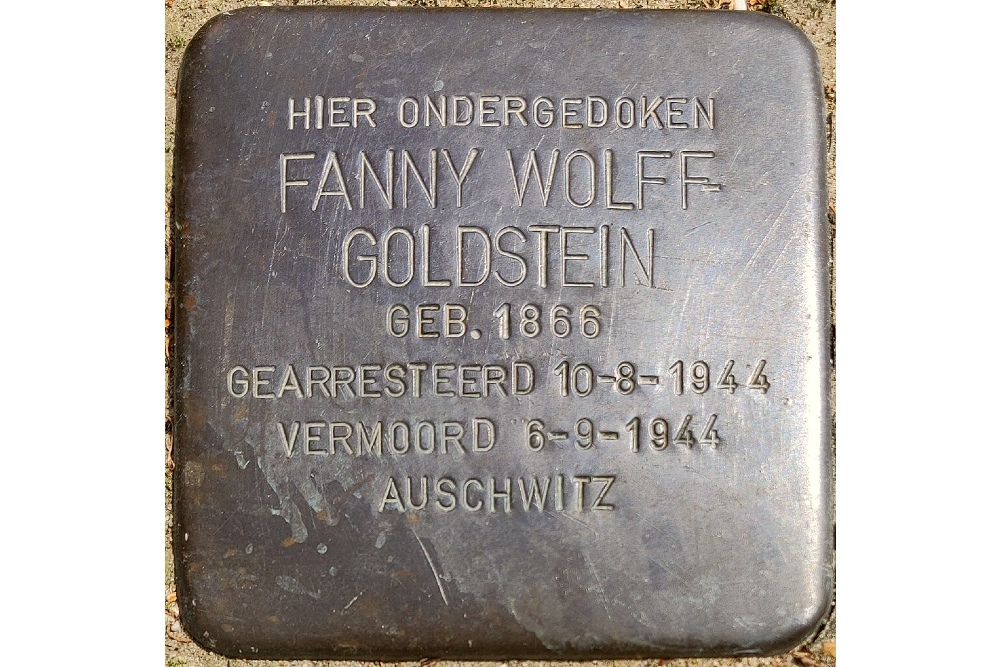 HIER ONDERGEDOKEN
FANNY WOLFF-
GOLDSTEIN
GEB. 1866
GEARRESTEERD 10-8-1944
VERMOORD 6-9-1944
AUSCHWITZ